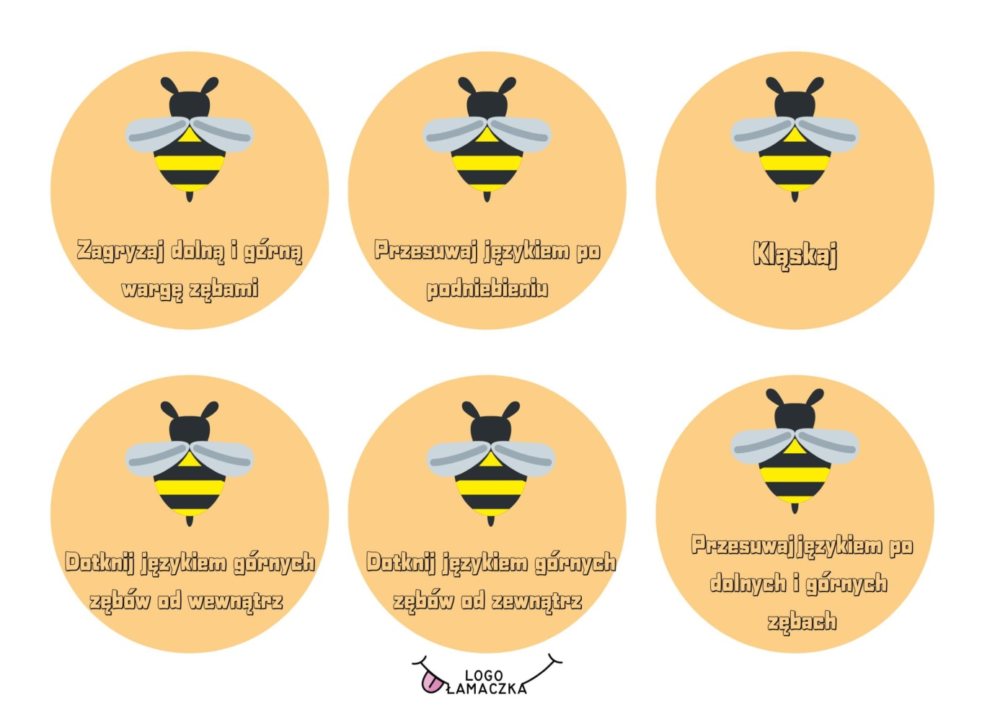 Zagryzaj dolną i górną
wargę zębami
Przesuwaj językiem po
podniebieniu
Kląskaj
Dotknij językiem górnych
zębów od wewnątrz
Dotknij językiem górnych
zębów od zewnątrz
Przesuwaj językiem po
dolnych i górnych
zębach
LOGO
ŁAMACZKA